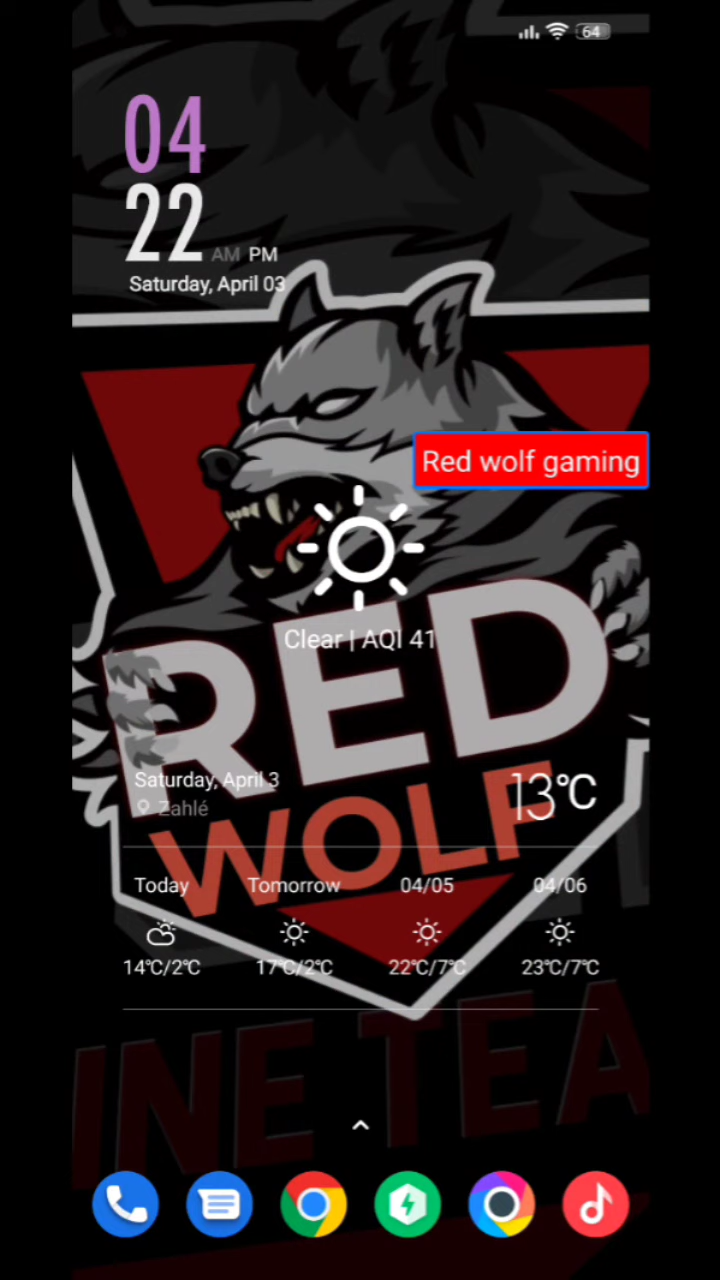 64
04
22 AM PM
Saturday, April 03
Red wolf gaming
Clear | AQI 41
RED
Saturday, April 3
Zahlé
13°C
WOLF
Today Tomorrow 04/05 04/06
14°C/2°C 17°C/2°C 22°C/7°C 23°C/7°C
INE TEA